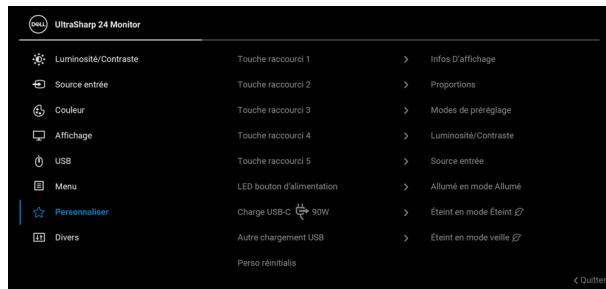 DELL UltraSharp 24 Monitor
Luminosité/Contraste Touche raccourci 1 > Infos D'affichage
Source entrée Touche raccourci 2 > Proportions
Couleur Touche raccourci 3 > Modes de préréglage
Affichage Touche raccourci 4 > Luminosité/Contraste
USB Touche raccourci 5 > Source entrée
Menu LED bouton d'alimentation > Allumé en mode Allumé
Personnaliser Charge USB-C 90W > Éteint en mode Éteint
Divers Autre chargement USB > Éteint en mode veille
Perso réinitialis
< Quitter